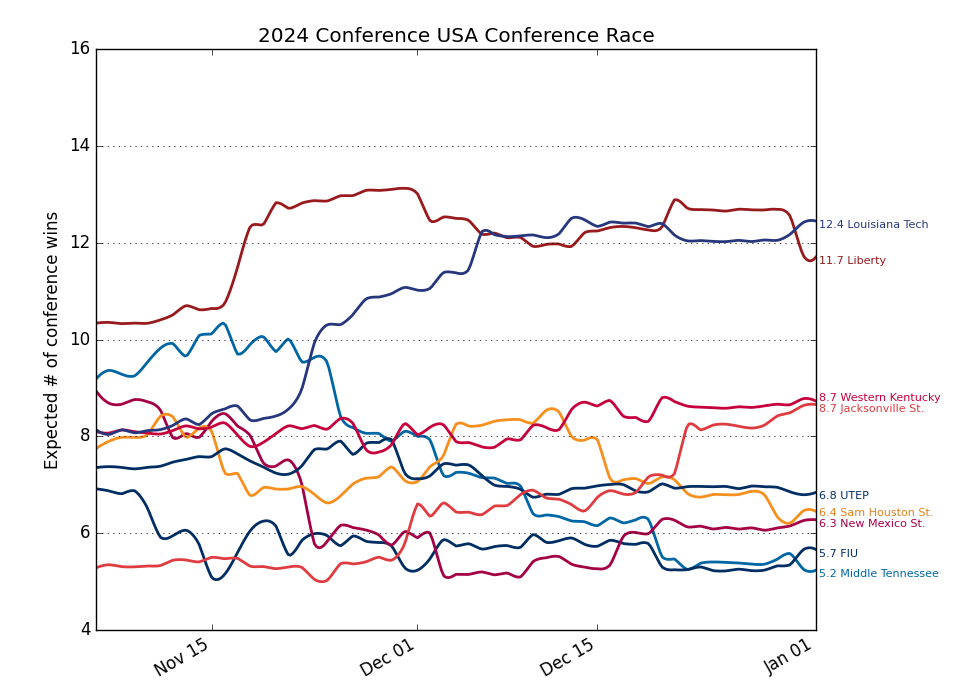 2024 Conference USA Conference Race
Expected # of conference wins
16
14
12
10
8
6
4
Nov 15
Dec 01
Dec 15
Jan 01
12.4 Louisiana Tech
11.7 Liberty
8.7 Western Kentucky
8.7 Jacksonville St.
6.8 UTEP
6.4 Sam Houston St.
6.3 New Mexico St.
5.7 FIU
5.2 Middle Tennessee